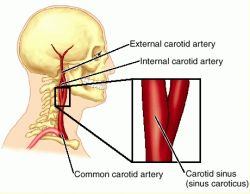 External carotid artery
Internal carotid artery
Carotid sinus
(sinus caroticus)
Common carotid artery